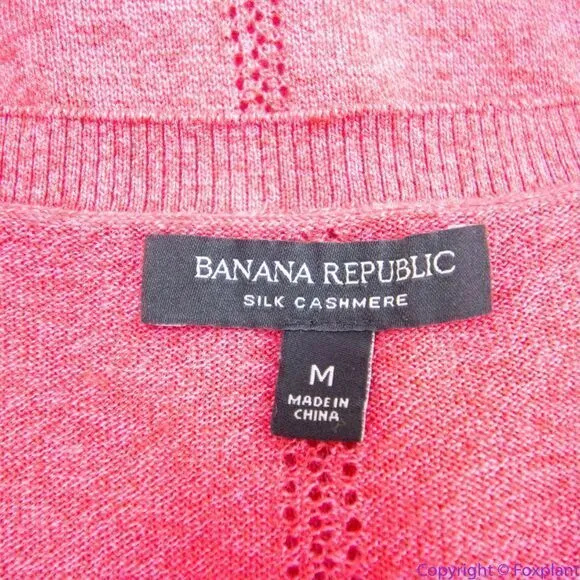 BANANA REPUBLIC
SILK CASHMERE
M
MADE IN
CHINA
Copyright © Foxplant